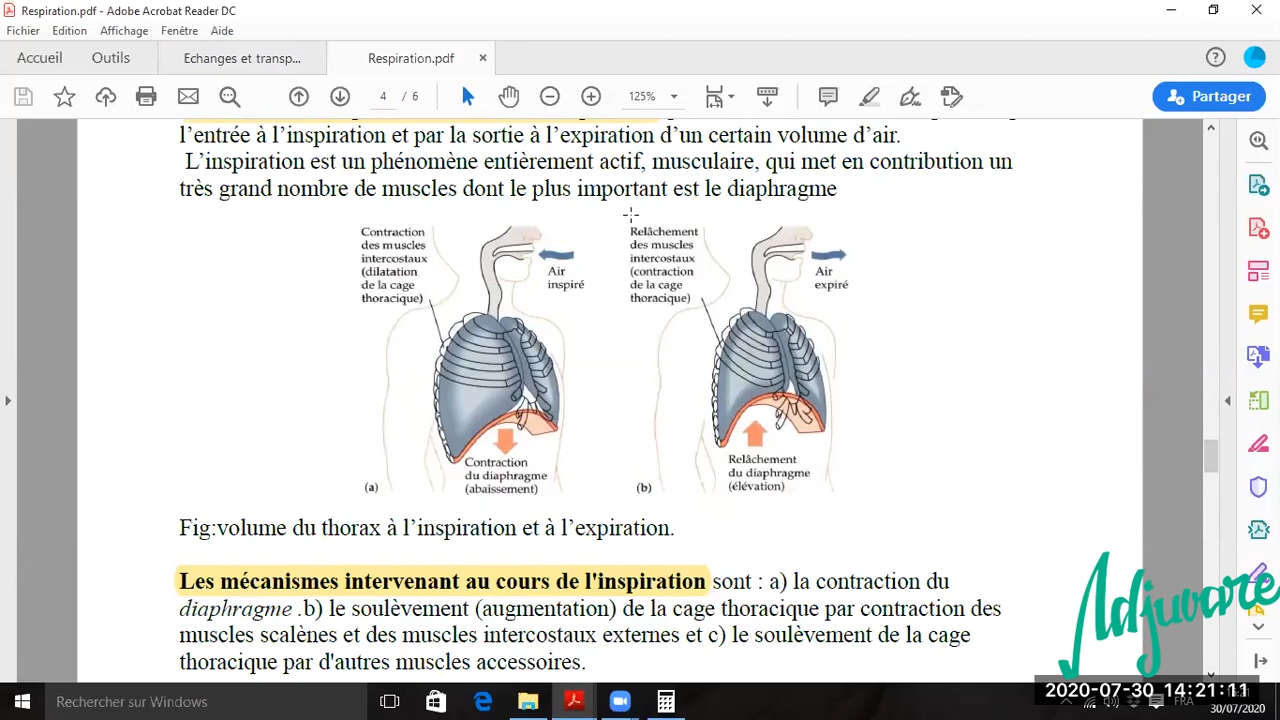 Respiration.pdf - Adobe Acrobat Reader DC
Fichier Edition Affichage Fenêtre Aide
Accueil Outils Echanges et transp... Respiration.pdf ×
4 / 6 125% Partager
l’entrée à l’inspiration et par la sortie à l’expiration d’un certain volume d’air.
L’inspiration est un phénomène entièrement actif, musculaire, qui met en contribution un
très grand nombre de muscles dont le plus important est le diaphragme
Contraction
des muscles
intercostaux
(dilatation
de la cage
thoracique)
Air
inspiré
Contraction
du diaphragme
(abaissement)
(a)
Relâchement
des muscles
intercostaux
(contraction
de la cage
thoracique)
Air
expiré
Relâchement
du diaphragme
(élévation)
(b)
Fig:volume du thorax à l’inspiration et à l’expiration.
Les mécanismes intervenant au cours de l'inspiration sont : a) la contraction du
diaphragme .b) le soulèvement (augmentation) de la cage thoracique par contraction des
muscles scalènes et des muscles intercostaux externes et c) le soulèvement de la cage
thoracique par d'autres muscles accessoires.
Adjuvare
2020-07-30 14:21:11
Rechercher sur Windows
FRA
30/07/2020